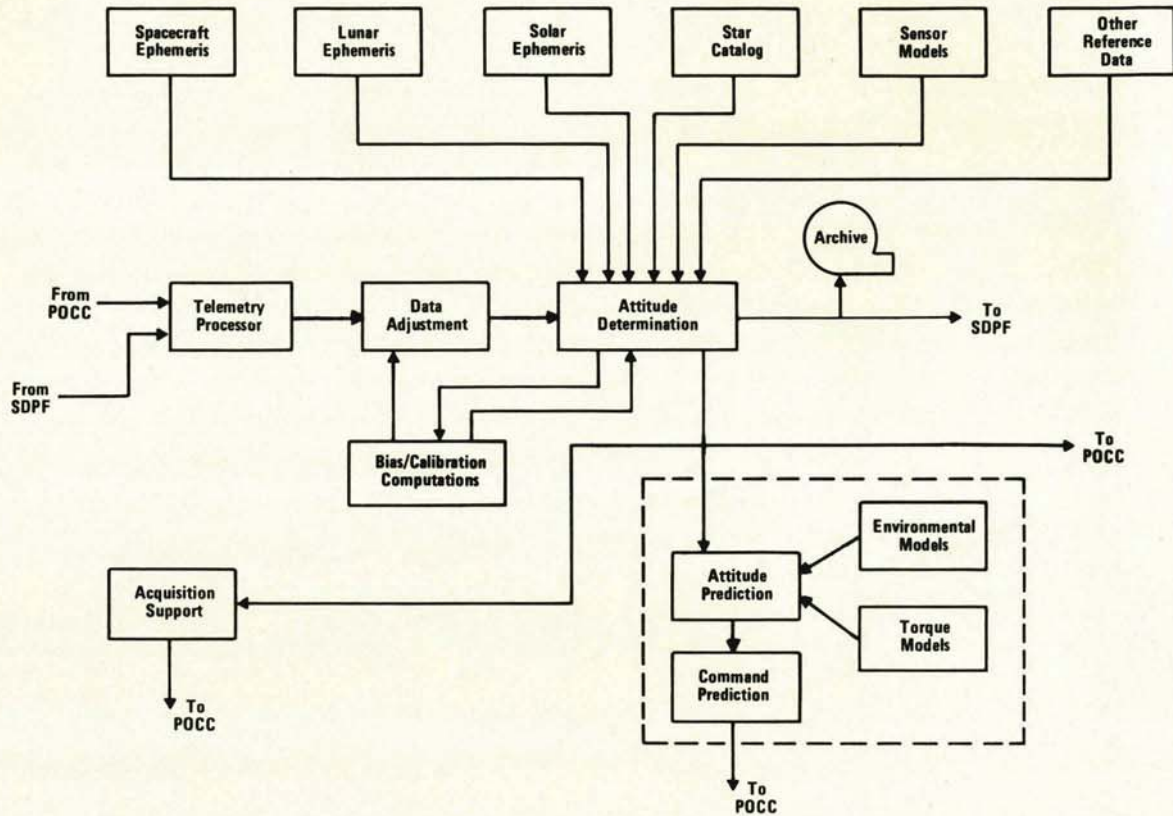 Spacecraft
Ephemeris
Lunar
Ephemeris
Solar
Ephemeris
Star
Catalog
Sensor
Models
Other
Reference
Data
Archive
From
POCC
Telemetry
Processor
Data
Adjustment
Attitude
Determination
To
SDPF
From
SDPF
Bias/Calibration
Computations
To
POCC
Environmental
Models
Attitude
Prediction
Acquisition
Support
Torque
Models
Command
Prediction
To
POCC
To
POCC